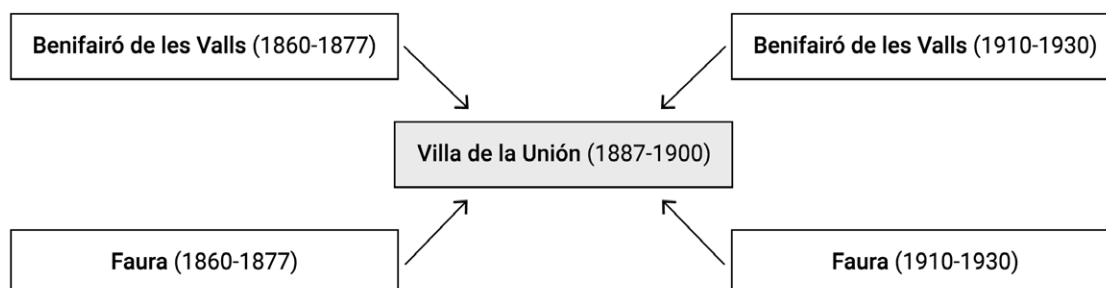 Benifairó de les Valls (1860-1877)
Benifairó de les Valls (1910-1930)
Villa de la Unión (1887-1900)
Faura (1860-1877)
Faura (1910-1930)